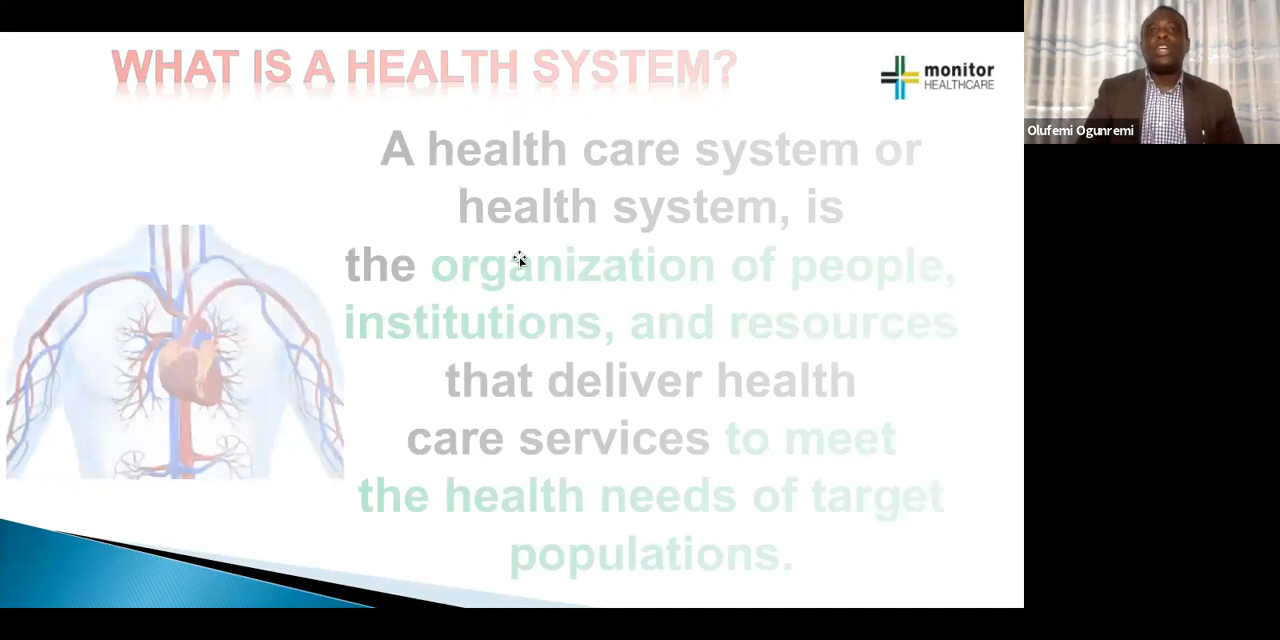 WHAT IS A HEALTH SYSTEM?
monitor
HEALTHCARE
Olufemi Ogunremi
A health care system or
health system, is
the organization of people,
institutions, and resources
that deliver health
care services to meet
the health needs of target
populations.